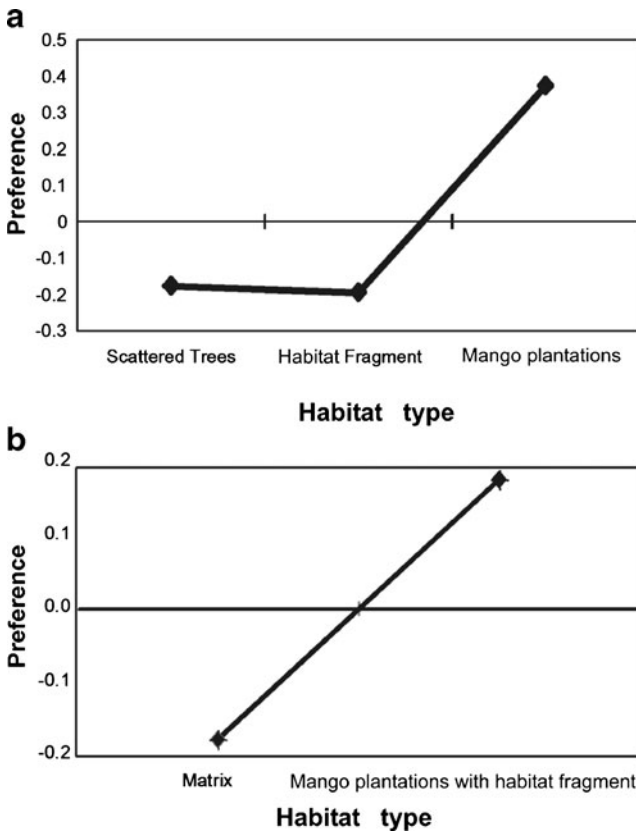 a
0.5
0.4
0.3
0.2
0.1
0
-0.1
-0.2
-0.3
Preference
Scattered Trees Habitat Fragment Mango plantations
Habitat type
b
0.2
0.1
0.0
-0.1
-0.2
Preference
Matrix Mango plantations with habitat fragment
Habitat type